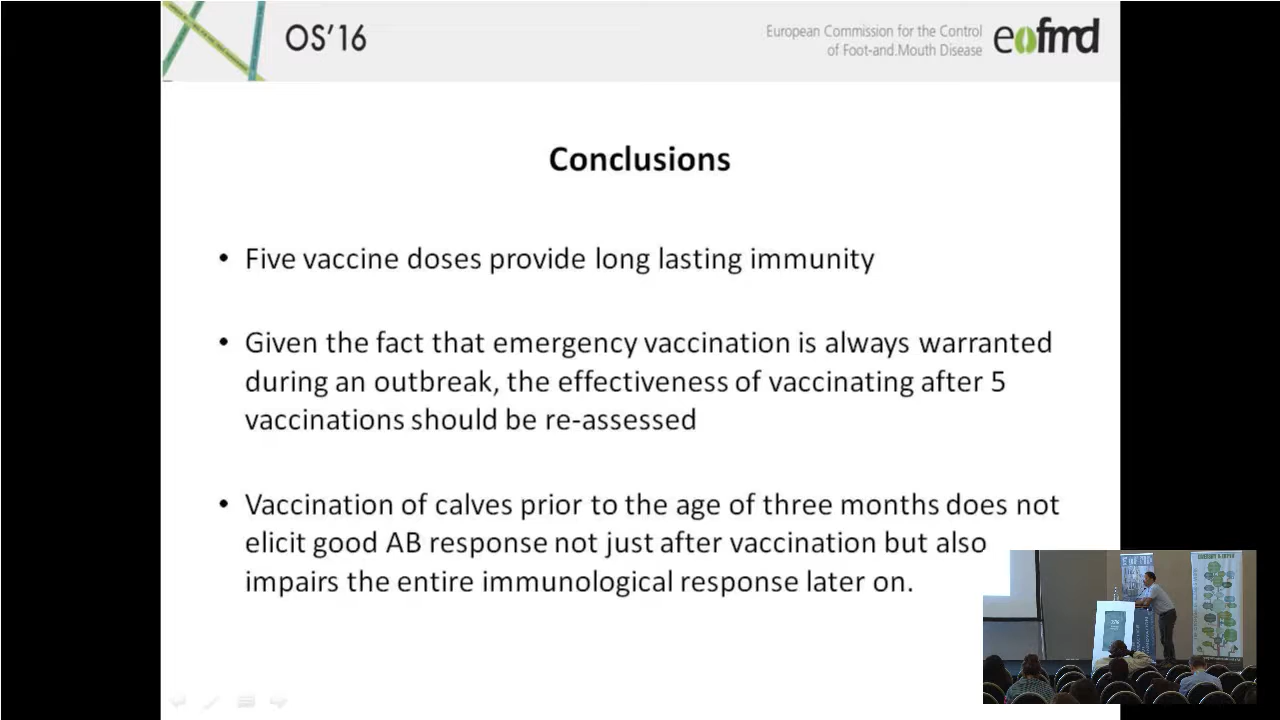 OS'16
European Commission for the Control
of Foot-and.Mouth Disease
eofmd
Conclusions
• Five vaccine doses provide long lasting immunity
• Given the fact that emergency vaccination is always warranted
during an outbreak, the effectiveness of vaccinating after 5
vaccinations should be re-assessed
• Vaccination of calves prior to the age of three months does not
elicit good AB response not just after vaccination but also
impairs the entire immunological response later on.